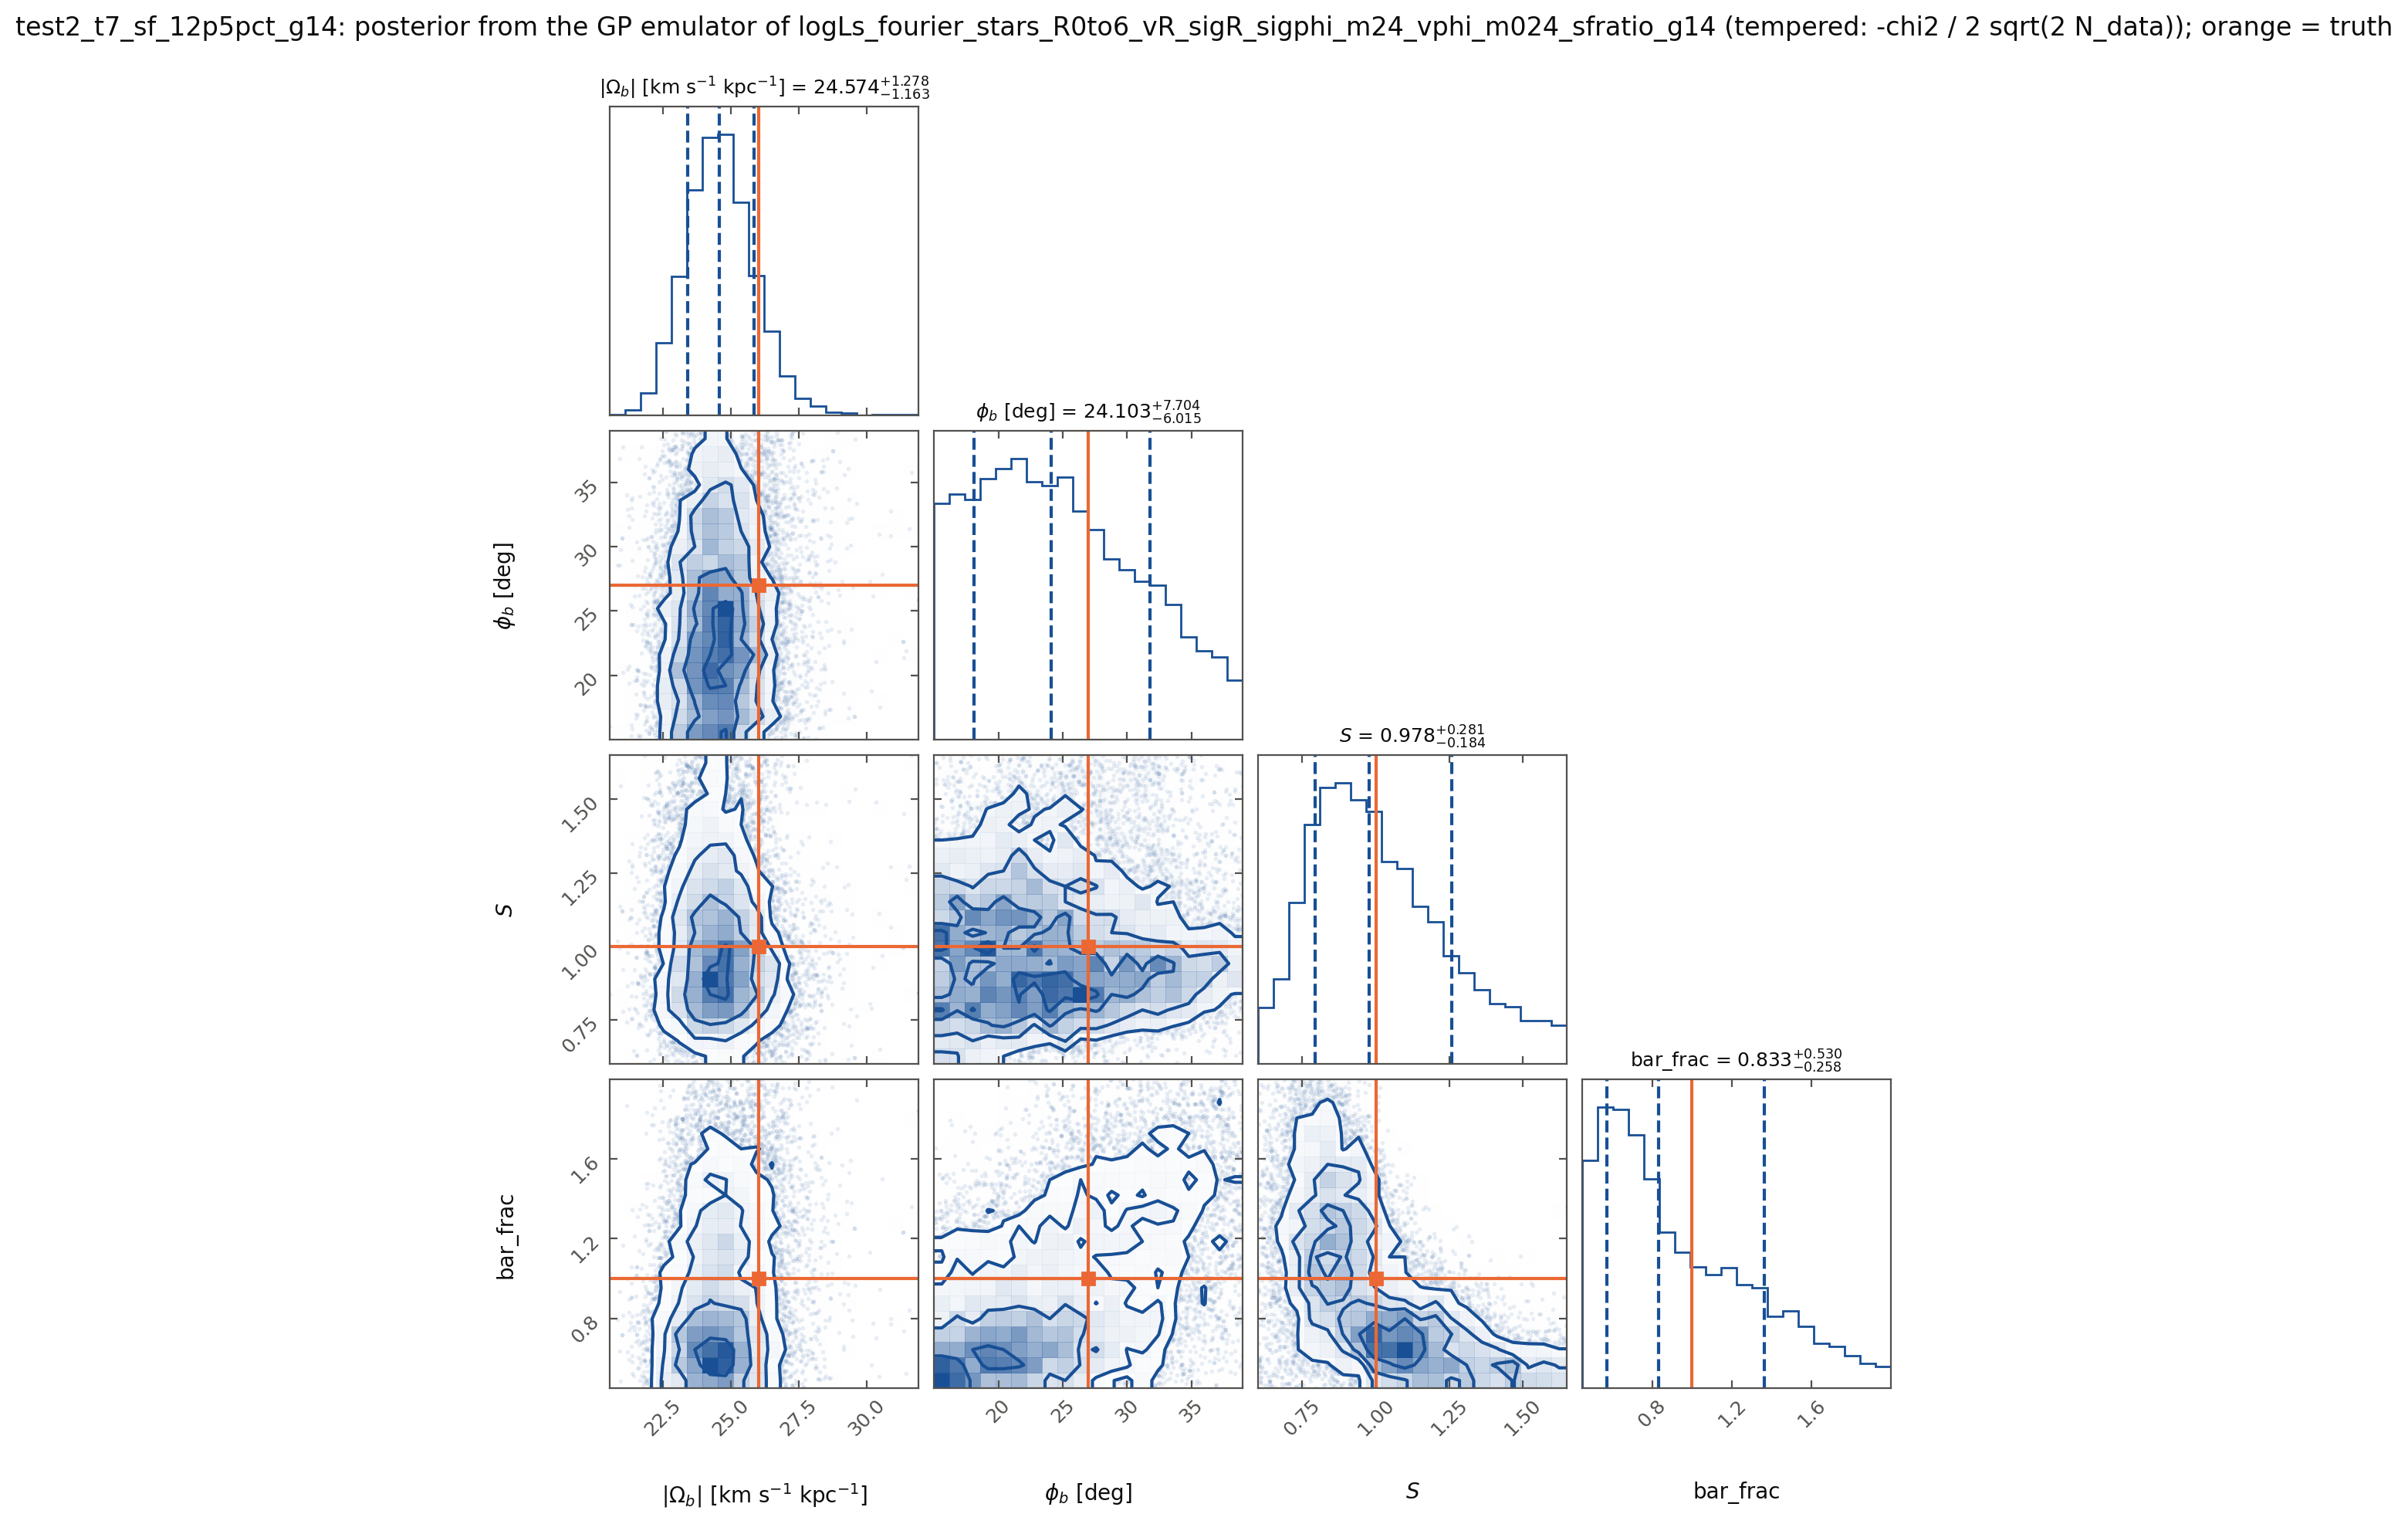 test2_t7_sf_12p5pct_g14: posterior from the GP emulator of logLs_fourier_stars_R0to6_vR_sigR_sigphi_m24_vphi_m024_sfratio_g14 (tempered: -chi2 / 2 sqrt(2 N_data)); orange = truth
|Ω_b| [km s⁻¹ kpc⁻¹] = 24.574 +1.278 −1.163
ϕ_b [deg] = 24.103 +7.704 −6.015
ϕ_b [deg]
35
30
25
20
S = 0.978 +0.281 −0.184
S
1.50
1.25
1.00
0.75
bar_frac = 0.833 +0.530 −0.258
bar_frac
1.6
1.2
0.8
22.5 25.0 27.5 30.0 20 25 30 35 0.75 1.00 1.25 1.50 0.8 1.2 1.6
|Ω_b| [km s⁻¹ kpc⁻¹] ϕ_b [deg] S bar_frac